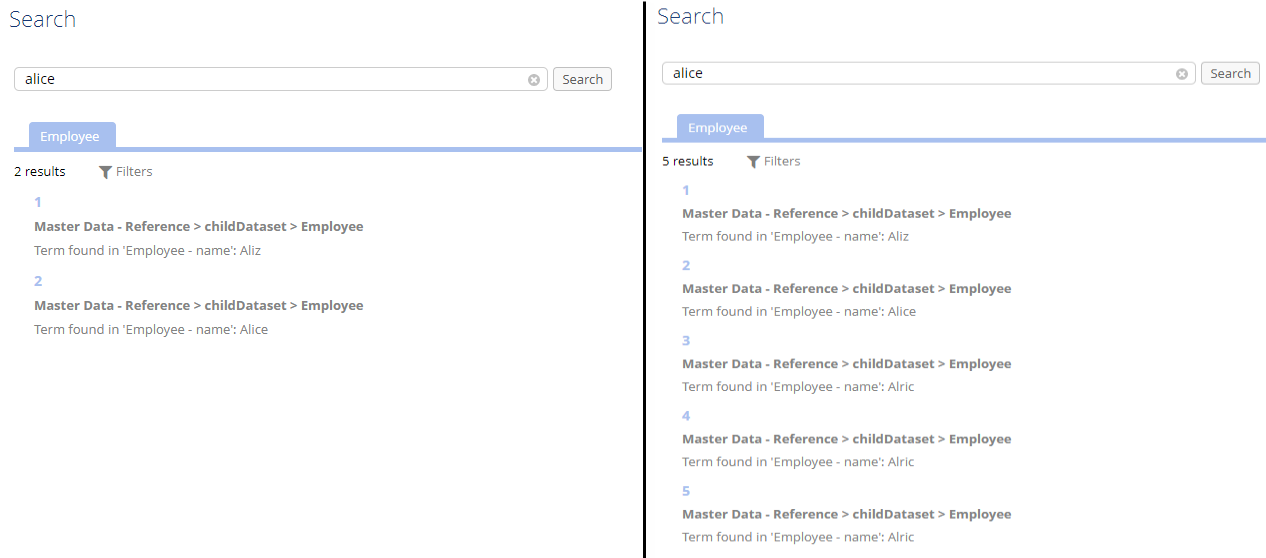 Search
alice
Search
Employee
2 results
Filters
1
Master Data - Reference > childDataset > Employee
Term found in 'Employee - name': Aliz
2
Master Data - Reference > childDataset > Employee
Term found in 'Employee - name': Alice
Search
alice
Search
Employee
5 results
Filters
1
Master Data - Reference > childDataset > Employee
Term found in 'Employee - name': Aliz
2
Master Data - Reference > childDataset > Employee
Term found in 'Employee - name': Alice
3
Master Data - Reference > childDataset > Employee
Term found in 'Employee - name': Alric
4
Master Data - Reference > childDataset > Employee
Term found in 'Employee - name': Alric
5
Master Data - Reference > childDataset > Employee
Term found in 'Employee - name': Alric